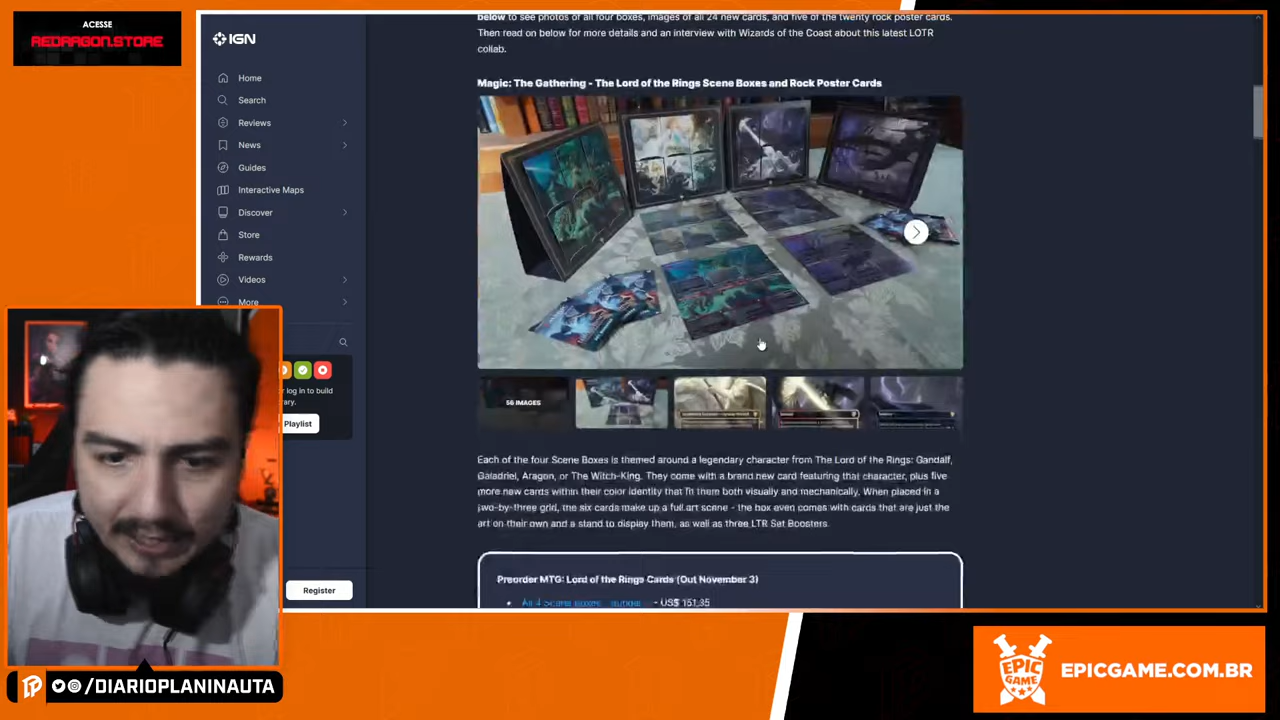 ACESSE
REDRAGON.STORE
IGN
Home
Search
Reviews
News
Guides
Interactive Maps
Discover
Store
Rewards
Videos
More
or log in to build
Playlist
Register
below to see photos of all four boxes, images of all 24 new cards, and five of the twenty rock poster cards.
Then read on below for more details and an interview with Wizards of the Coast about this latest LOTR
collab.
Magic: The Gathering - The Lord of the Rings Scene Boxes and Rock Poster Cards
56 IMAGES
Each of the four Scene Boxes is themed around a legendary character from The Lord of the Rings: Gandalf,
Galadriel, Aragon, or The Witch-King. They come with a brand new card featuring that character, plus five
more new cards within their color identity that fit them both visually and mechanically. When placed in a
two-by-three grid, the six cards make up a full art scene - the box even comes with cards that are just the
art on their own and a stand to display them, as well as three LTR Set Boosters.
Preorder MTG: Lord of the Rings Cards (Out November 3)
All 4 Scene Boxes - US$ 151,35
/DIARIOPLANINAUTA
EPIC
GAME
EPICGAME.COM.BR